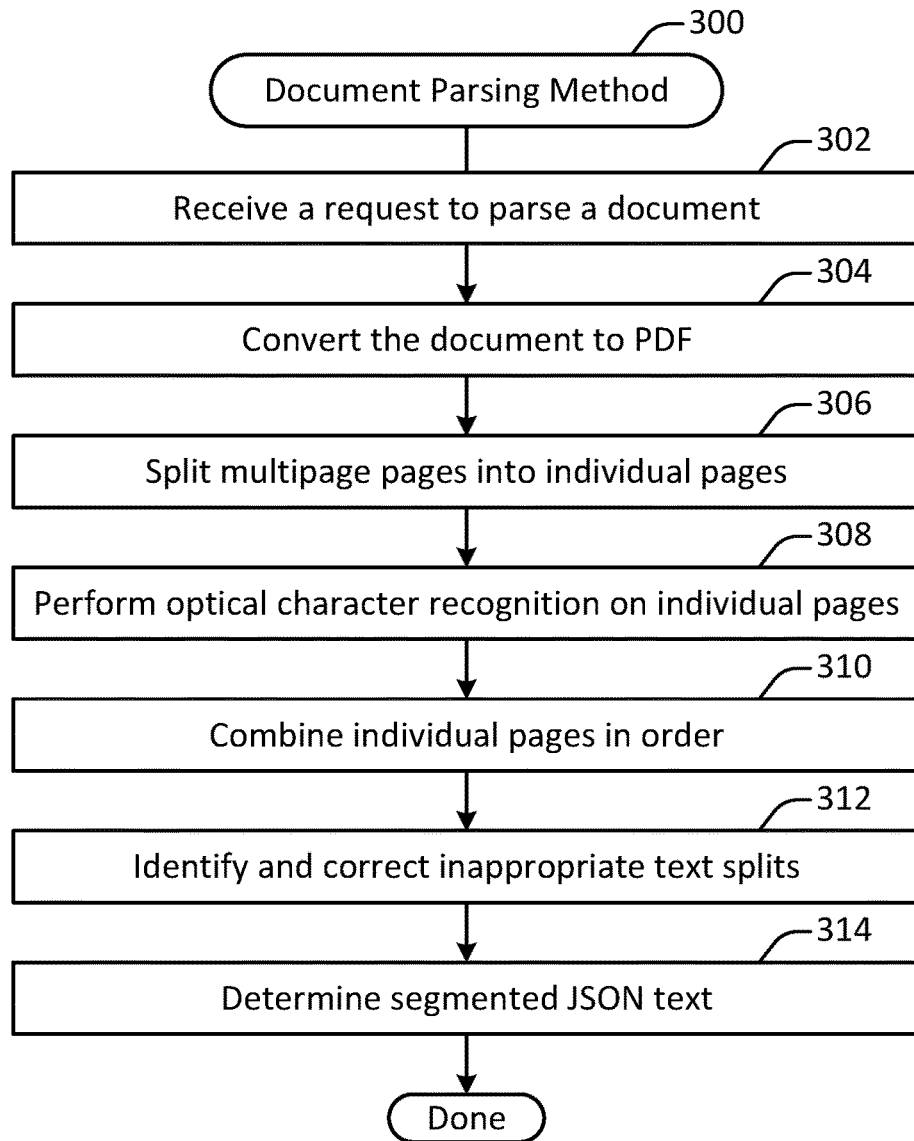 300
Document Parsing Method
302
Receive a request to parse a document
304
Convert the document to PDF
306
Split multipage pages into individual pages
308
Perform optical character recognition on individual pages
310
Combine individual pages in order
312
Identify and correct inappropriate text splits
314
Determine segmented JSON text
Done